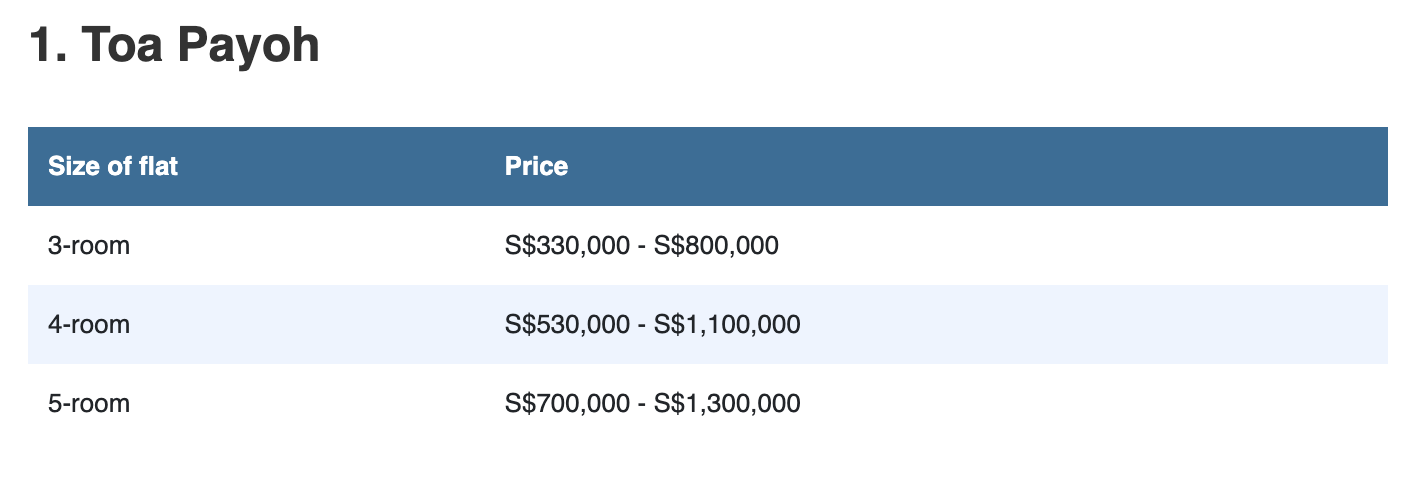 1. Toa Payoh
Size of flat Price
3-room S$330,000 - S$800,000
4-room S$530,000 - S$1,100,000
5-room S$700,000 - S$1,300,000